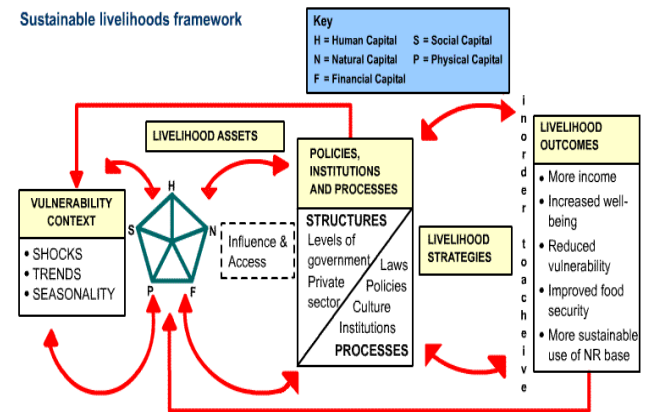 Sustainable livelihoods framework
Key
H = Human Capital S = Social Capital
N = Natural Capital P = Physical Capital
F = Financial Capital
LIVELIHOOD ASSETS
VULNERABILITY
CONTEXT
• SHOCKS
• TRENDS
• SEASONALITY
H
S
N
P
F
Influence &
Access
POLICIES,
INSTITUTIONS
AND PROCESSES
STRUCTURES
Levels of
government
Private
sector
Laws
Policies
Culture
Institutions
PROCESSES
LIVELIHOOD
STRATEGIES
inorder toacheive
LIVELIHOOD
OUTCOMES
• More income
• Increased well-
being
• Reduced
vulnerability
• Improved food
security
• More sustainable
use of NR base